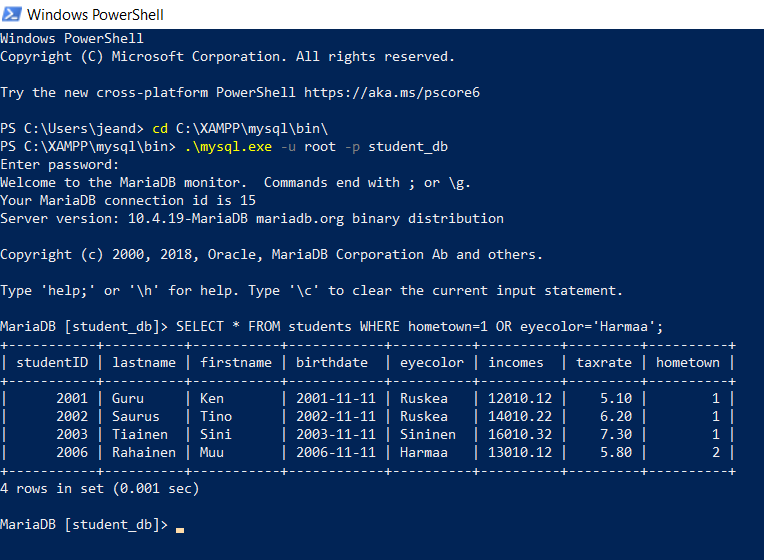 Windows PowerShell
Windows PowerShell
Copyright (C) Microsoft Corporation. All rights reserved.
Try the new cross-platform PowerShell https://aka.ms/pscore6
PS C:\Users\jeand> cd C:\XAMPP\mysql\bin\
PS C:\XAMPP\mysql\bin> .\mysql.exe -u root -p student_db
Enter password:
Welcome to the MariaDB monitor.  Commands end with ; or \g.
Your MariaDB connection id is 15
Server version: 10.4.19-MariaDB mariadb.org binary distribution
Copyright (c) 2000, 2018, Oracle, MariaDB Corporation Ab and others.
Type 'help;' or '\h' for help. Type '\c' to clear the current input statement.
MariaDB [student_db]> SELECT * FROM students WHERE hometown=1 OR eyecolor='Harmaa';
+-----------+----------+-----------+------------+----------+----------+---------+----------+
| studentID | lastname | firstname | birthdate  | eyecolor | incomes  | taxrate | hometown |
+-----------+----------+-----------+------------+----------+----------+---------+----------+
|      2001 | Guru     | Ken       | 2001-11-11 | Ruskea   | 12010.12 |    5.10 |        1 |
|      2002 | Saurus   | Tino      | 2002-11-11 | Ruskea   | 14010.22 |    6.20 |        1 |
|      2003 | Tiainen  | Sini      | 2003-11-11 | Sininen  | 16010.32 |    7.30 |        1 |
|      2006 | Rahainen | Muu       | 2006-11-11 | Harmaa   | 13010.12 |    5.80 |        2 |
+-----------+----------+-----------+------------+----------+----------+---------+----------+
4 rows in set (0.001 sec)
MariaDB [student_db]>